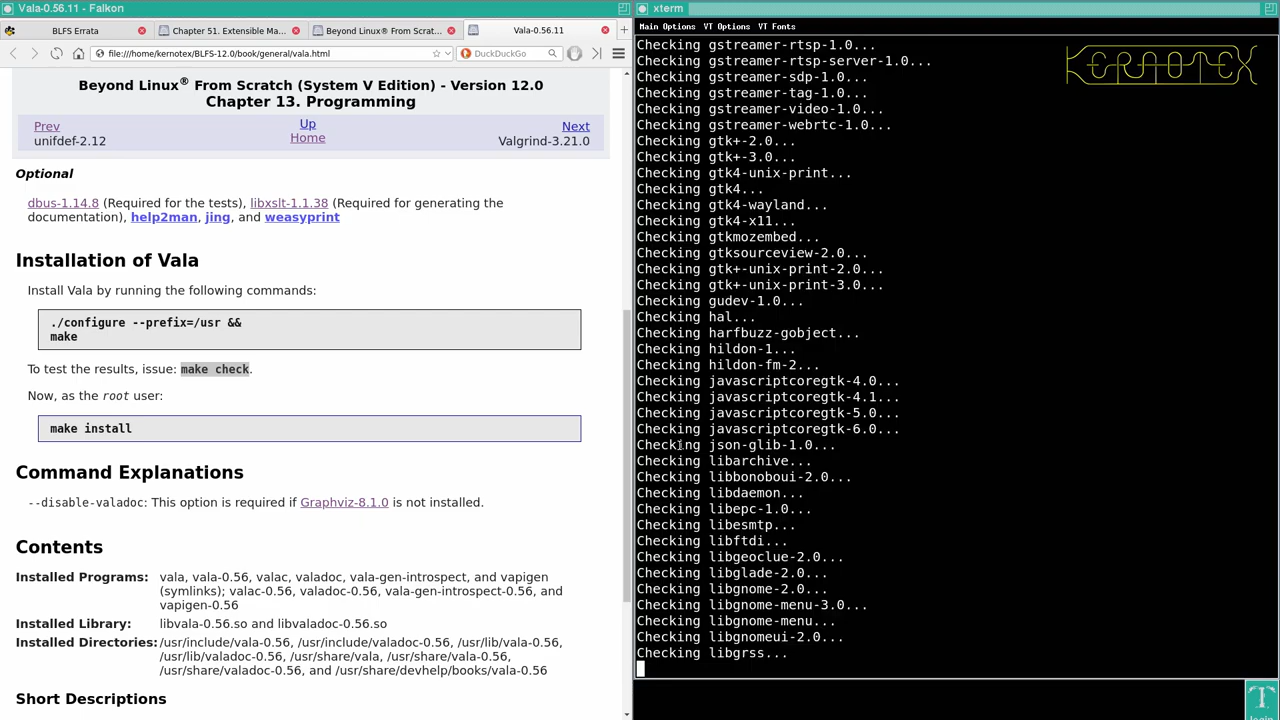 Vala-0.56.11 - Falkon
BLFS Errata
Chapter 51. Extensible Ma...
Beyond Linux® From Scrat...
Vala-0.56.11
file:///home/kernotex/BLFS-12.0/book/general/vala.html
DuckDuckGo
Beyond Linux® From Scratch (System V Edition) - Version 12.0
Chapter 13. Programming
Prev
Up
Next
unifdef-2.12
Home
Valgrind-3.21.0
Optional
dbus-1.14.8 (Required for the tests), libxslt-1.1.38 (Required for generating the
documentation), help2man, jing, and weasyprint
Installation of Vala
Install Vala by running the following commands:
./configure --prefix=/usr &&
make
To test the results, issue: make check.
Now, as the root user:
make install
Command Explanations
--disable-valadoc: This option is required if Graphviz-8.1.0 is not installed.
Contents
Installed Programs: vala, vala-0.56, valac, valadoc, vala-gen-introspect, and vapigen
(symlinks); valac-0.56, valadoc-0.56, vala-gen-introspect-0.56, and
vapigen-0.56
Installed Library: libvala-0.56.so and libvaladoc-0.56.so
Installed Directories: /usr/include/vala-0.56, /usr/include/valadoc-0.56, /usr/lib/vala-0.56,
/usr/lib/valadoc-0.56, /usr/share/vala, /usr/share/vala-0.56,
/usr/share/valadoc-0.56, and /usr/share/devhelp/books/vala-0.56
Short Descriptions
xterm
Main Options VT Options VT Fonts
KERNOTEX
Checking gstreamer-rtsp-1.0...
Checking gstreamer-rtsp-server-1.0...
Checking gstreamer-sdp-1.0...
Checking gstreamer-tag-1.0...
Checking gstreamer-video-1.0...
Checking gstreamer-webrtc-1.0...
Checking gtk+-2.0...
Checking gtk+-3.0...
Checking gtk4-unix-print...
Checking gtk4...
Checking gtk4-wayland...
Checking gtk4-x11...
Checking gtkmozembed...
Checking gtksourceview-2.0...
Checking gtk+-unix-print-2.0...
Checking gtk+-unix-print-3.0...
Checking gudev-1.0...
Checking hal...
Checking harfbuzz-gobject...
Checking hildon-1...
Checking hildon-fm-2...
Checking javascriptcoregtk-4.0...
Checking javascriptcoregtk-4.1...
Checking javascriptcoregtk-5.0...
Checking javascriptcoregtk-6.0...
Checking json-glib-1.0...
Checking libarchive...
Checking libbonoboui-2.0...
Checking libdaemon...
Checking libepc-1.0...
Checking libesmtp...
Checking libftdi...
Checking libgeoclue-2.0...
Checking libglade-2.0...
Checking libgnome-2.0...
Checking libgnome-menu-3.0...
Checking libgnome-menu...
Checking libgnomeui-2.0...
Checking libgrss...
login